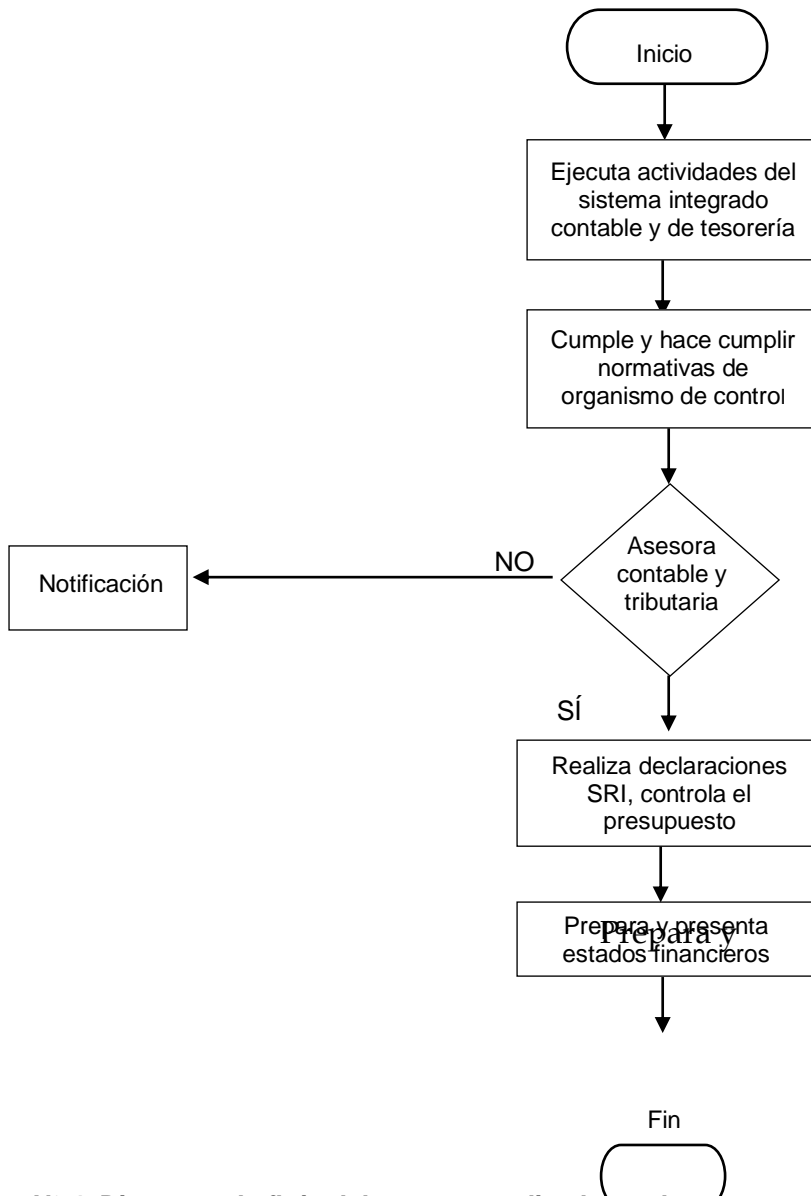 Inicio
Ejecuta actividades del
sistema integrado
contable y de tesorería
Cumple y hace cumplir
normativas de
organismo de control
Asesora
contable y
tributaria
NO
Notificación
SÍ
Realiza declaraciones
SRI, controla el
presupuesto
Prepara y presenta
Prepara y
estados financieros
Fin